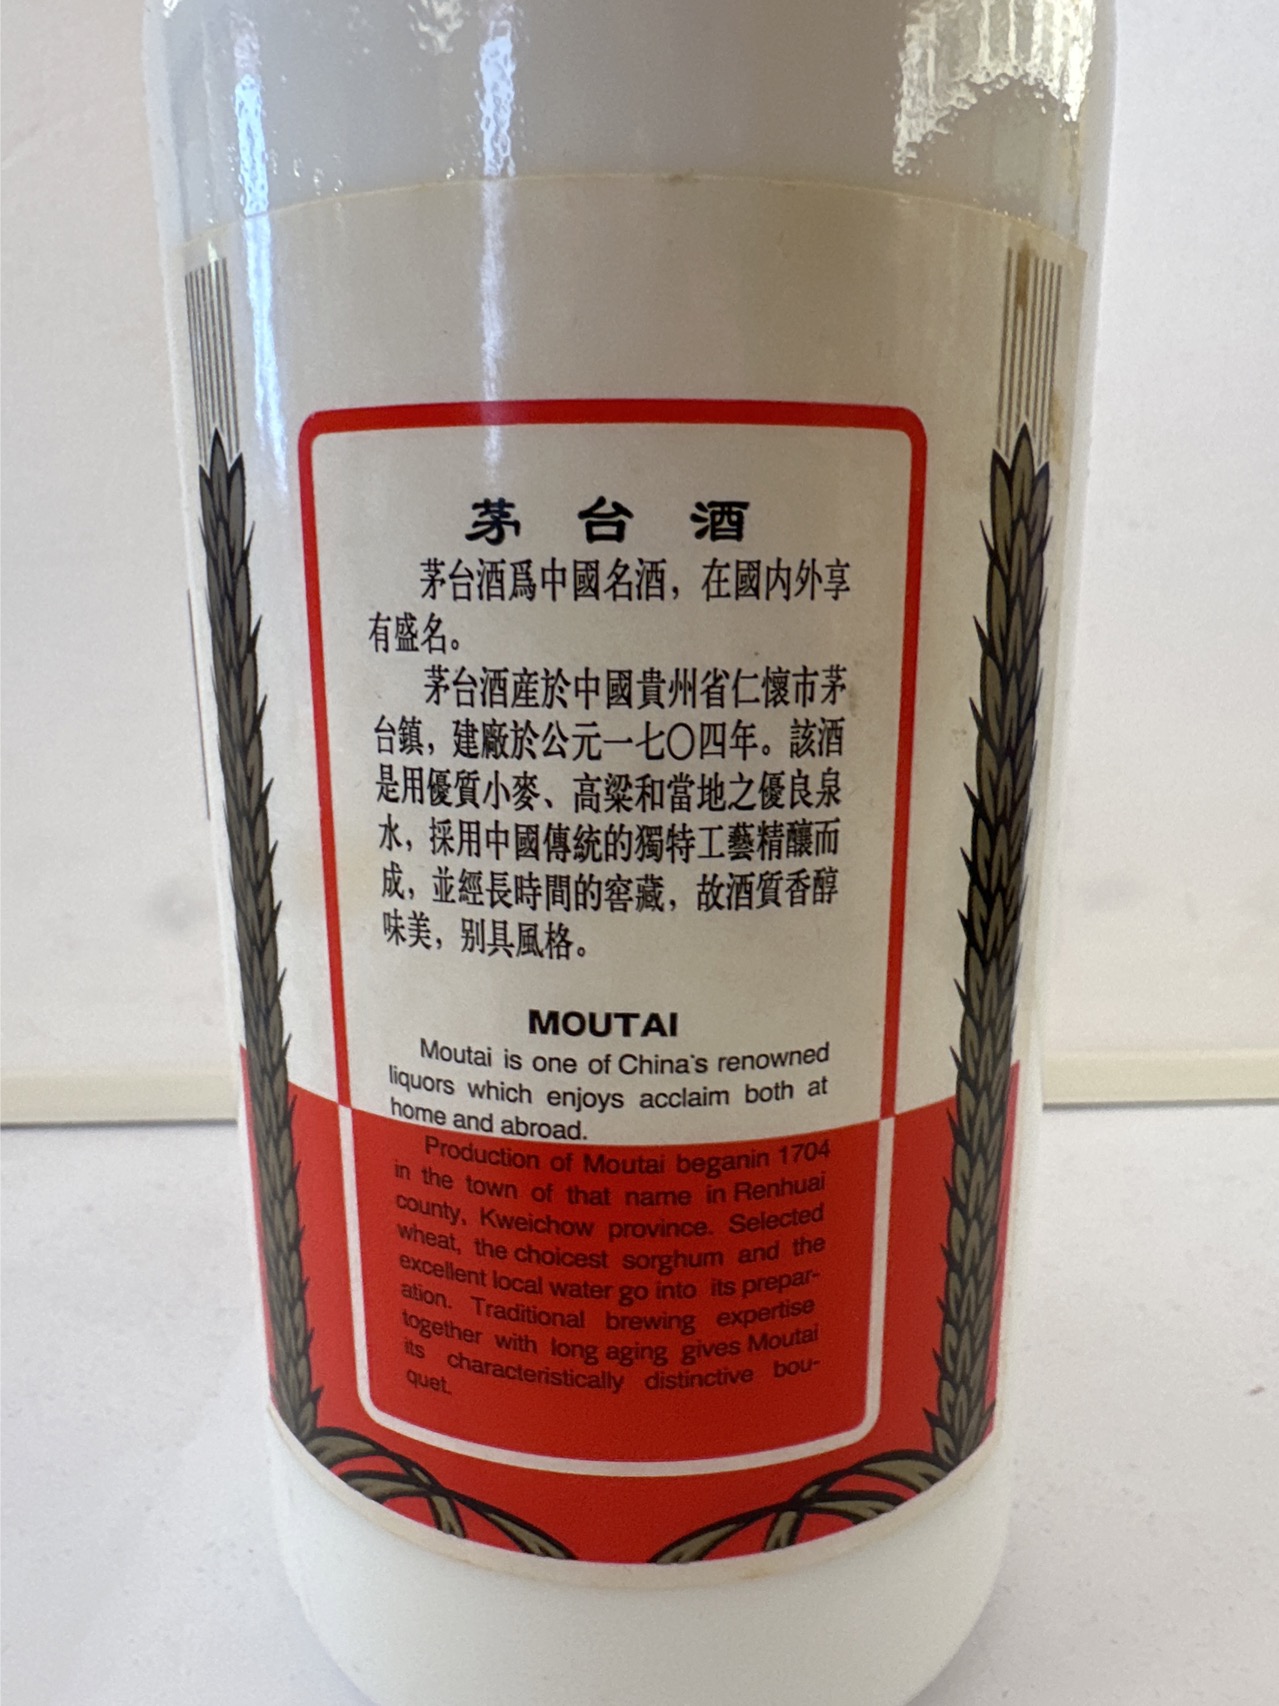 茅台酒
茅台酒爲中國名酒，在國内外享
有盛名。
茅台酒産於中國貴州省仁懷市茅
台鎮，建廠於公元一七〇四年。該酒
是用優質小麥、高粱和當地之優良泉
水，採用中國傳統的獨特工藝精釀而
成，並經長時間的窖藏，故酒質香醇
味美，别具風格。
MOUTAI
Moutai is one of China's renowned
liquors which enjoys acclaim both at
home and abroad.
Production of Moutai beganin 1704
in the town of that name in Renhuai
county, Kweichow province. Selected
wheat, the choicest sorghum and the
excellent local water go into its prepar-
ation. Traditional brewing expertise
together with long aging gives Moutai
its characteristically distinctive bou-
quet.